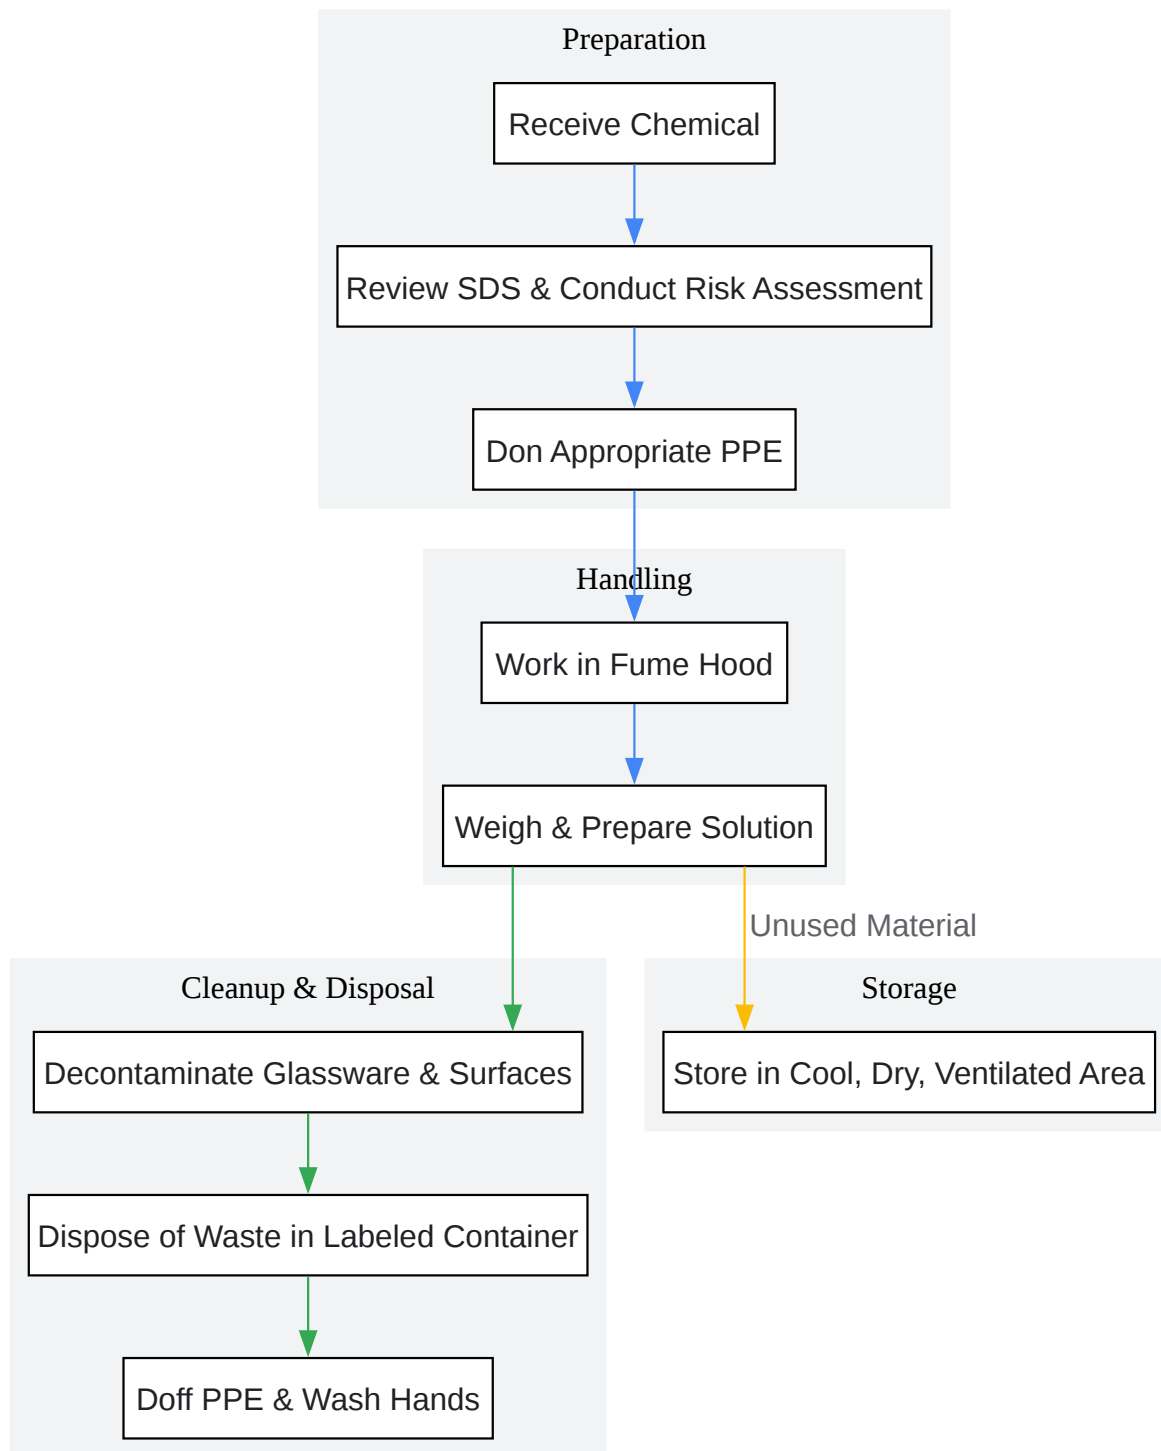 Preparation
Receive Chemical
Review SDS & Conduct Risk Assessment
Don Appropriate PPE
Handling
Work in Fume Hood
Weigh & Prepare Solution
Unused Material
Cleanup & Disposal
Storage
Decontaminate Glassware & Surfaces
Store in Cool, Dry, Ventilated Area
Dispose of Waste in Labeled Container
Doff PPE & Wash Hands